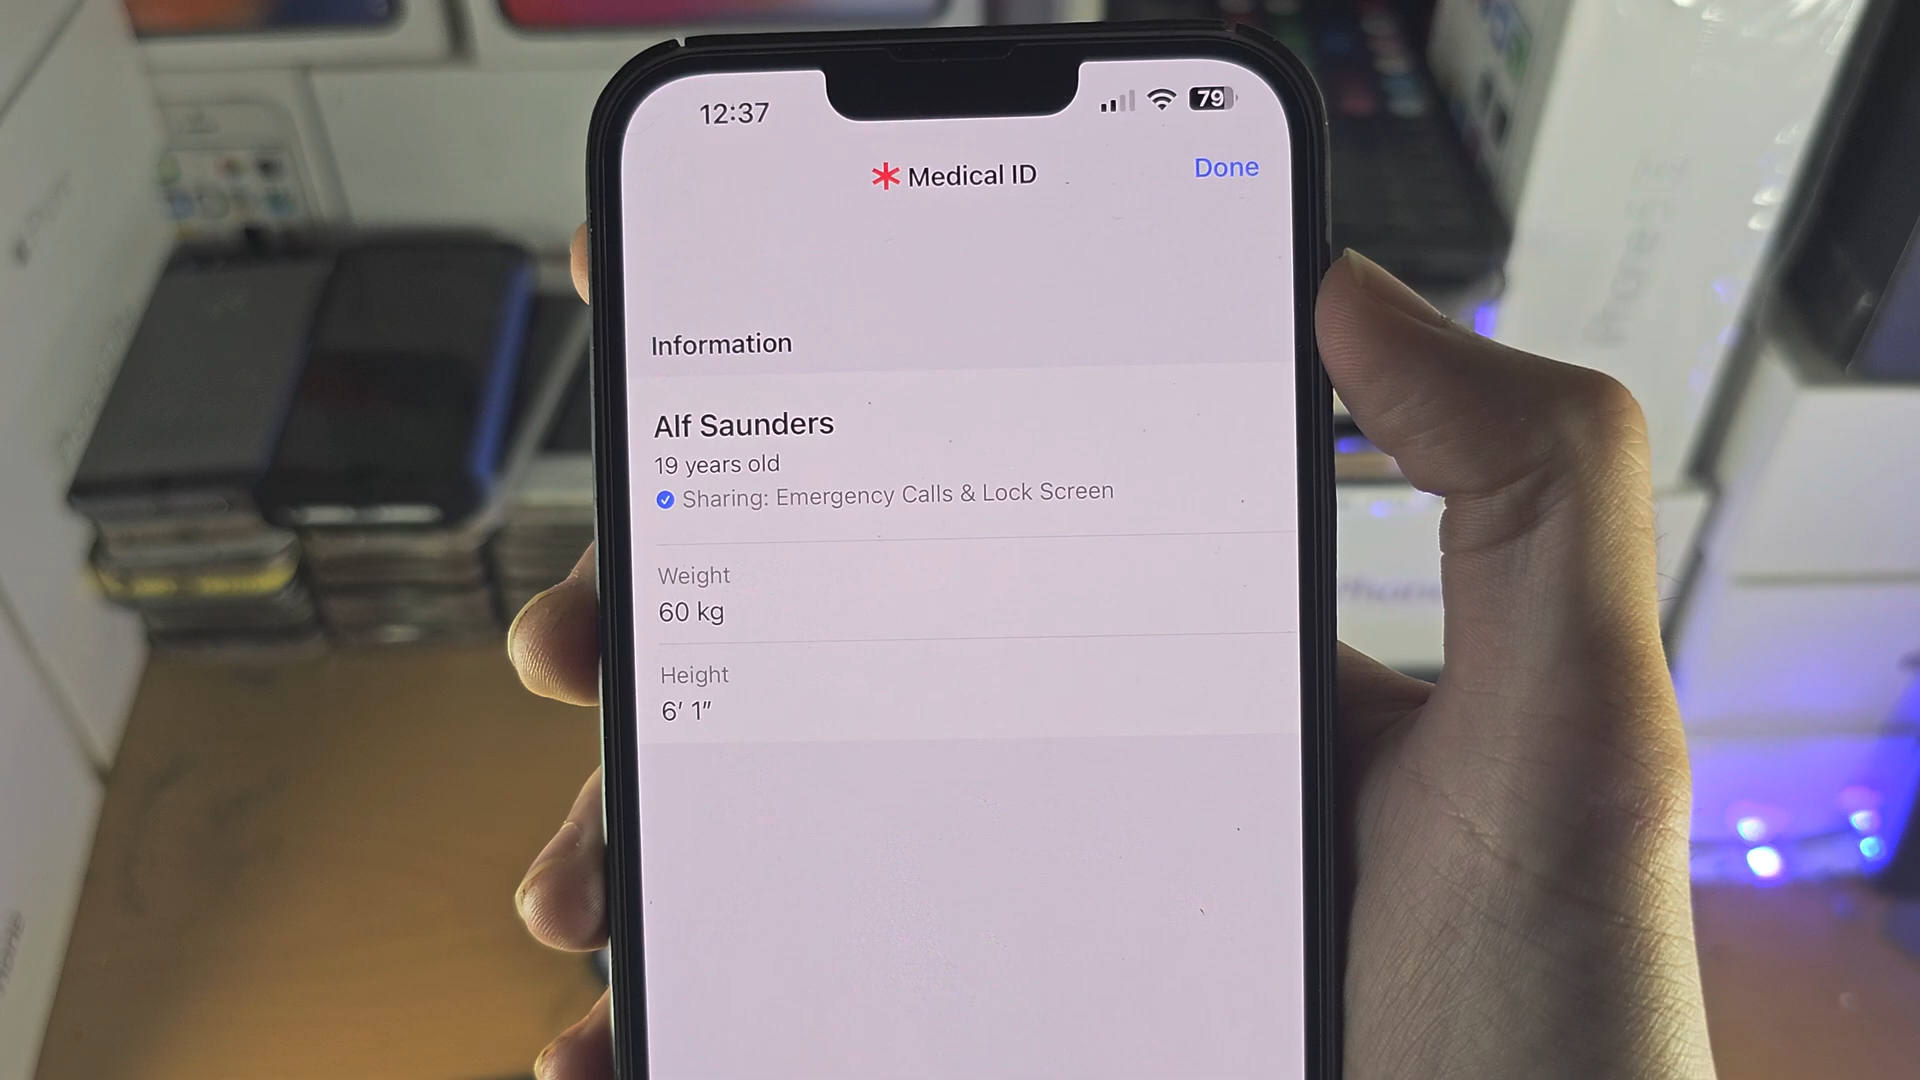 12:37
79
Medical ID
Done
Information
Alf Saunders
19 years old
Sharing: Emergency Calls & Lock Screen
Weight
60 kg
Height
6′ 1″